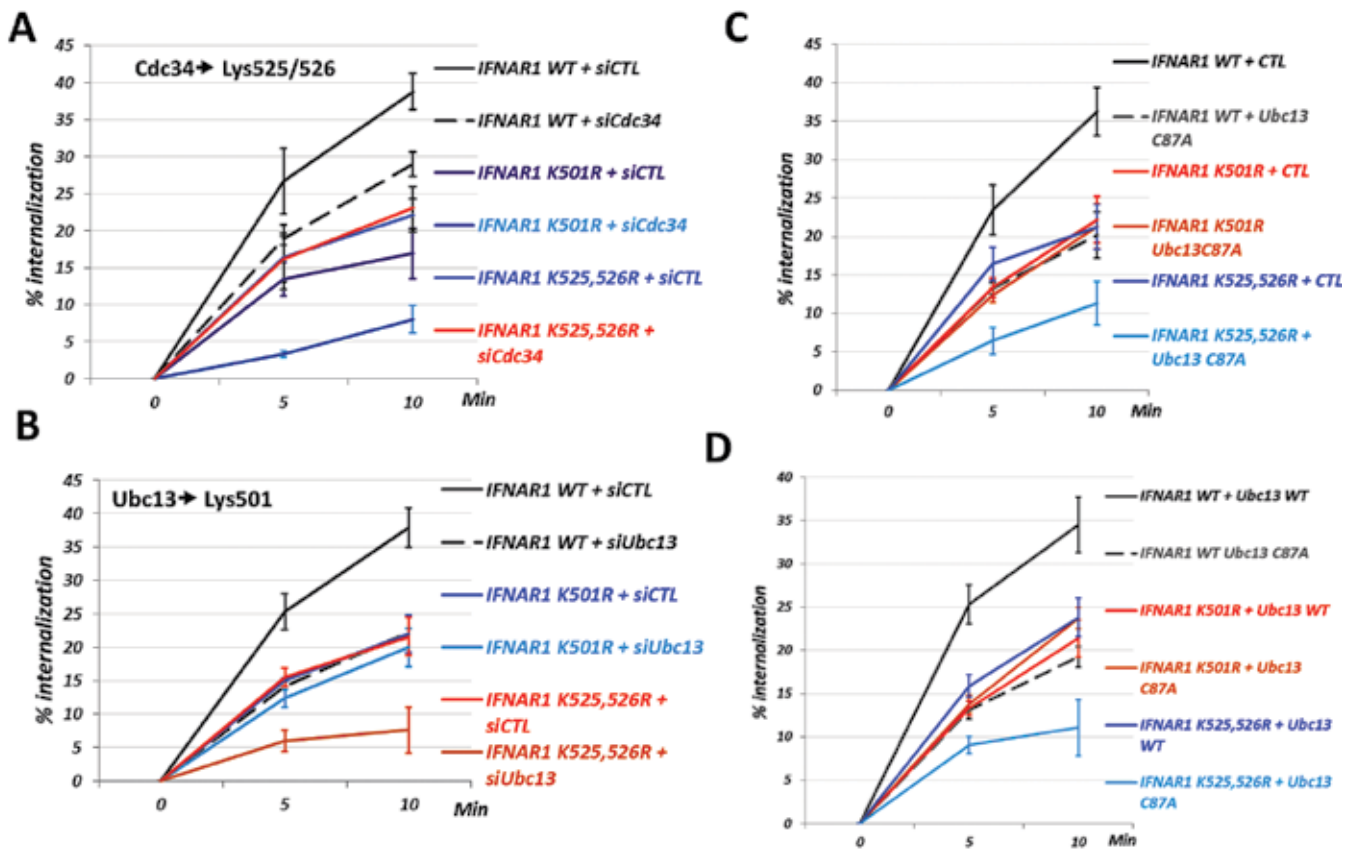 A
Cdc34➔ Lys525/526
% internalization
45
40
35
30
25
20
15
10
5
0
0 5 10 Min
IFNAR1 WT + siCTL
IFNAR1 WT + siCdc34
IFNAR1 K501R + siCTL
IFNAR1 K501R + siCdc34
IFNAR1 K525,526R + siCTL
IFNAR1 K525,526R +
siCdc34
B
Ubc13➔ Lys501
% internalization
45
40
35
30
25
20
15
10
5
0
0 5 10 Min
IFNAR1 WT + siCTL
IFNAR1 WT + siUbc13
IFNAR1 K501R + siCTL
IFNAR1 K501R + siUbc13
IFNAR1 K525,526R +
siCTL
IFNAR1 K525,526R +
siUbc13
C
% internalization
45
40
35
30
25
20
15
10
5
0
0 5 10 Min
IFNAR1 WT + CTL
IFNAR1 WT + Ubc13
C87A
IFNAR1 K501R + CTL
IFNAR1 K501R
Ubc13C87A
IFNAR1 K525,526R + CTL
IFNAR1 K525,526R +
Ubc13 C87A
D
% internalization
40
35
30
25
20
15
10
5
0
0 5 10 Min
IFNAR1 WT + Ubc13 WT
IFNAR1 WT Ubc13 C87A
IFNAR1 K501R + Ubc13 WT
IFNAR1 K501R + Ubc13
C87A
IFNAR1 K525,526R + Ubc13
WT
IFNAR1 K525,526R + Ubc13
C87A